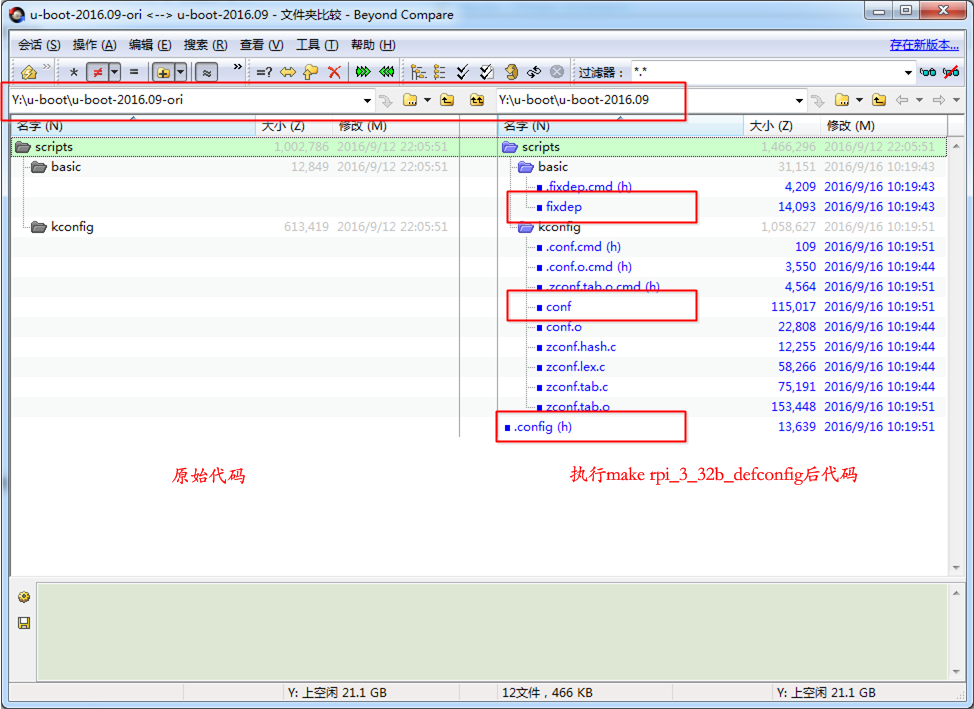 u-boot-2016.09-ori <--> u-boot-2016.09 - 文件夹比较 - Beyond Compare
会话 (S) 操作 (A) 编辑 (E) 搜索 (R) 查看 (V) 工具 (T) 帮助 (H) 存在新版本...
* ≠ = ≈ » =? 过滤器： *.*
Y:\u-boot\u-boot-2016.09-ori Y:\u-boot\u-boot-2016.09
名字 (N) 大小 (Z) 修改 (M) 名字 (N) 大小 (Z) 修改 (M)
scripts 1,002,786 2016/9/12 22:05:51 scripts 1,466,296 2016/9/12 22:05:51
basic 12,849 2016/9/12 22:05:51 basic 31,151 2016/9/16 10:19:43
.fixdep.cmd (h) 4,209 2016/9/16 10:19:43
fixdep 14,093 2016/9/16 10:19:43
kconfig 613,419 2016/9/12 22:05:51 kconfig 1,058,627 2016/9/16 10:19:51
.conf.cmd (h) 109 2016/9/16 10:19:51
.conf.o.cmd (h) 3,550 2016/9/16 10:19:44
.zconf.tab.o.cmd (h) 4,564 2016/9/16 10:19:51
conf 115,017 2016/9/16 10:19:51
conf.o 22,808 2016/9/16 10:19:44
zconf.hash.c 12,255 2016/9/16 10:19:44
zconf.lex.c 58,266 2016/9/16 10:19:44
zconf.tab.c 75,191 2016/9/16 10:19:44
zconf.tab.o 153,448 2016/9/16 10:19:51
.config (h) 13,639 2016/9/16 10:19:51
原始代码 执行make rpi_3_32b_defconfig后代码
Y: 上空闲 21.1 GB 12文件，466 KB Y: 上空闲 21.1 GB